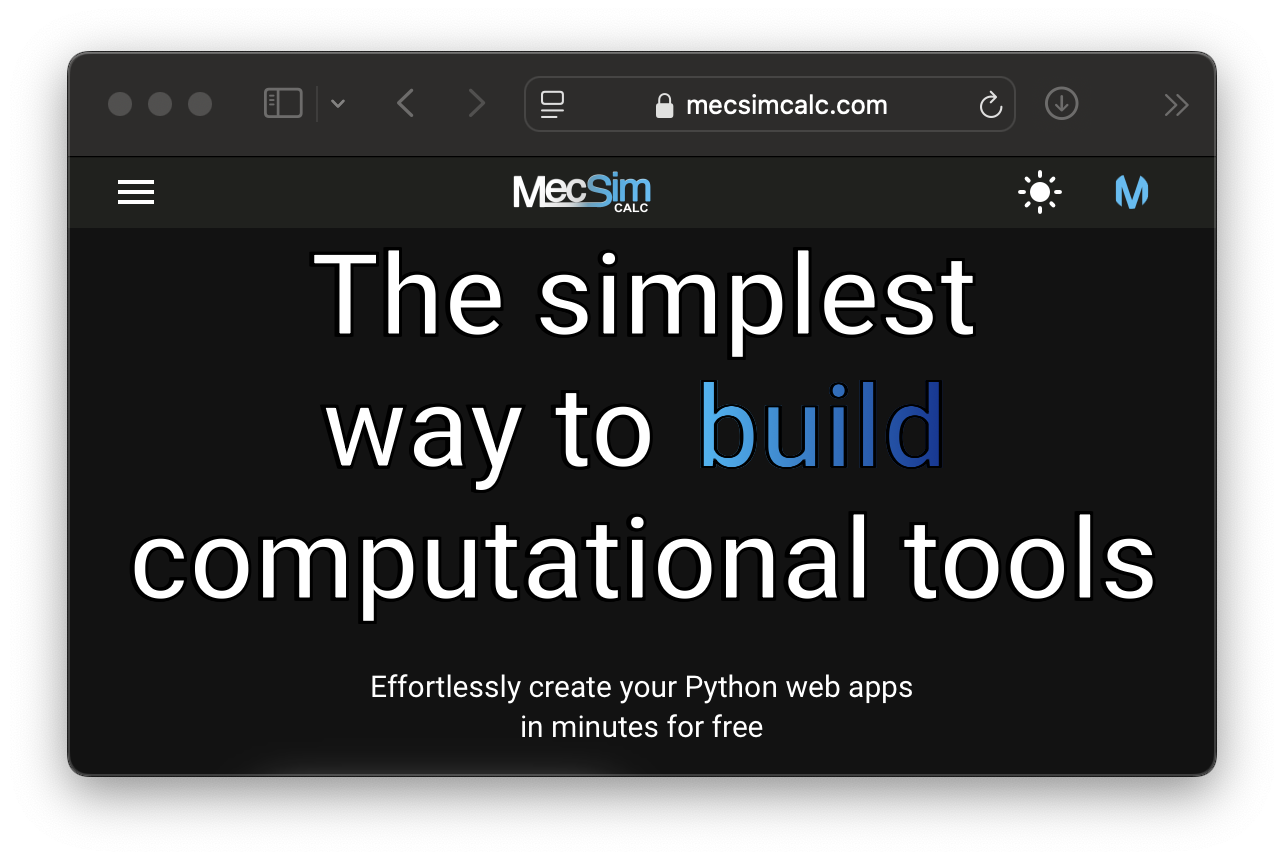 mecsimcalc.com
MecSim
CALC
M
The simplest
way to build
computational tools
Effortlessly create your Python web apps
in minutes for free